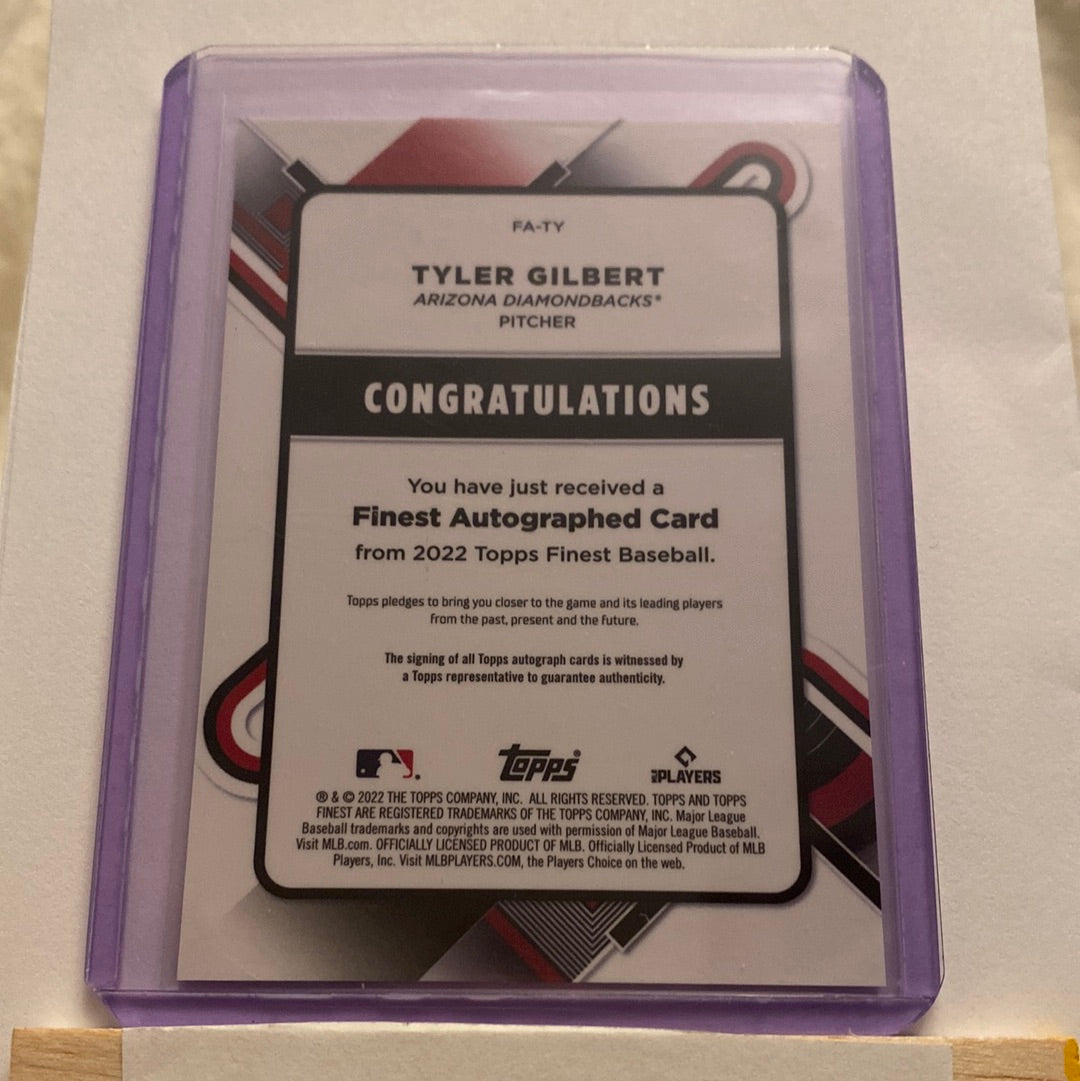 FA-TY
TYLER GILBERT
ARIZONA DIAMONDBACKS®
PITCHER
CONGRATULATIONS
You have just received a
Finest Autographed Card
from 2022 Topps Finest Baseball.
Topps pledges to bring you closer to the game and its leading players
from the past, present and the future.
The signing of all Topps autograph cards is witnessed by
a Topps representative to guarantee authenticity.
Topps® PLAYERS
® & © 2022 THE TOPPS COMPANY, INC. ALL RIGHTS RESERVED. TOPPS AND TOPPS
FINEST ARE REGISTERED TRADEMARKS OF THE TOPPS COMPANY, INC. Major League
Baseball trademarks and copyrights are used with permission of Major League Baseball.
Visit MLB.com. OFFICIALLY LICENSED PRODUCT OF MLB. Officially Licensed Product of MLB
Players, Inc. Visit MLBPLAYERS.COM, the Players Choice on the web.